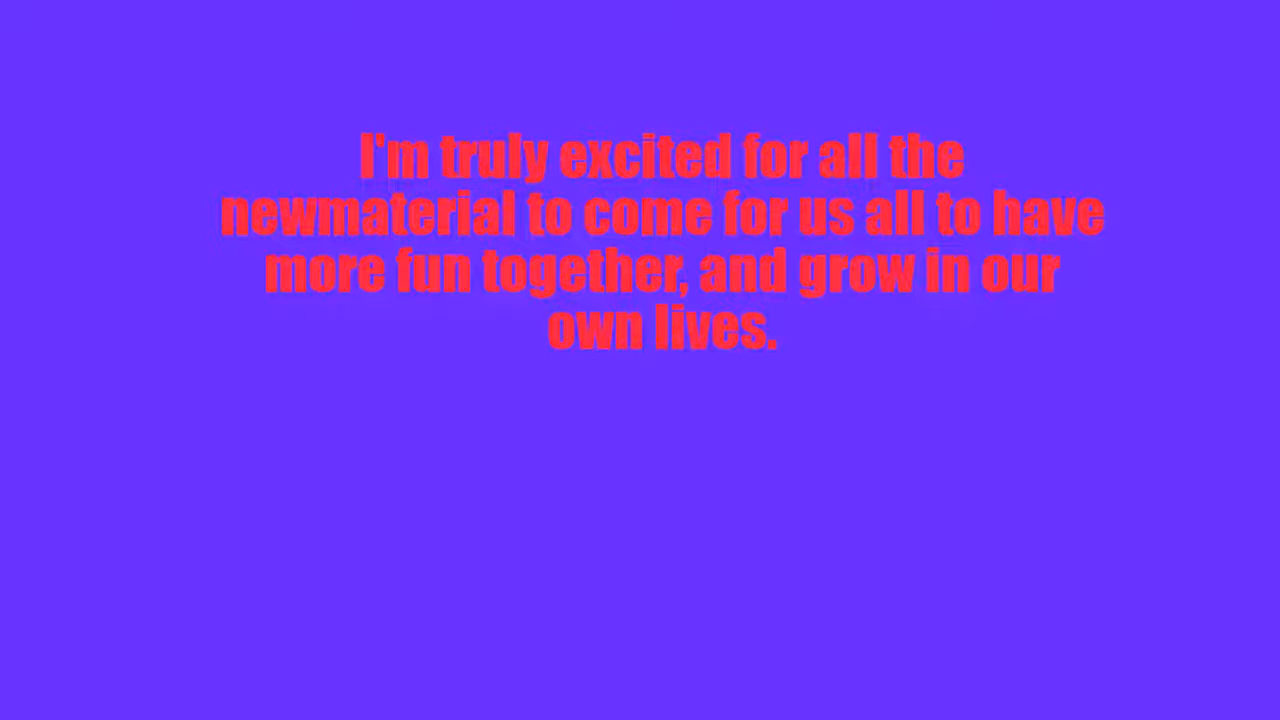 I'm truly excited for all the
newmaterial to come for us all to have
more fun together, and grow in our
own lives.